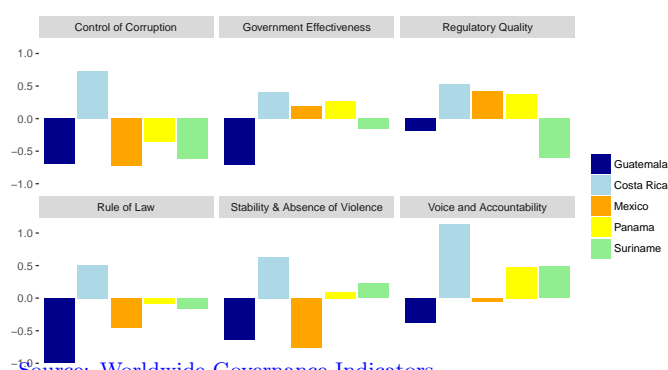 Control of Corruption Government Effectiveness Regulatory Quality
1.0
0.5
0.0
−0.5
−1.0
Guatemala
Costa Rica
Mexico
Panama
Suriname
Rule of Law Stability & Absence of Violence Voice and Accountability
1.0
0.5
0.0
−0.5
−1.0
Source: Worldwide Governance Indicators